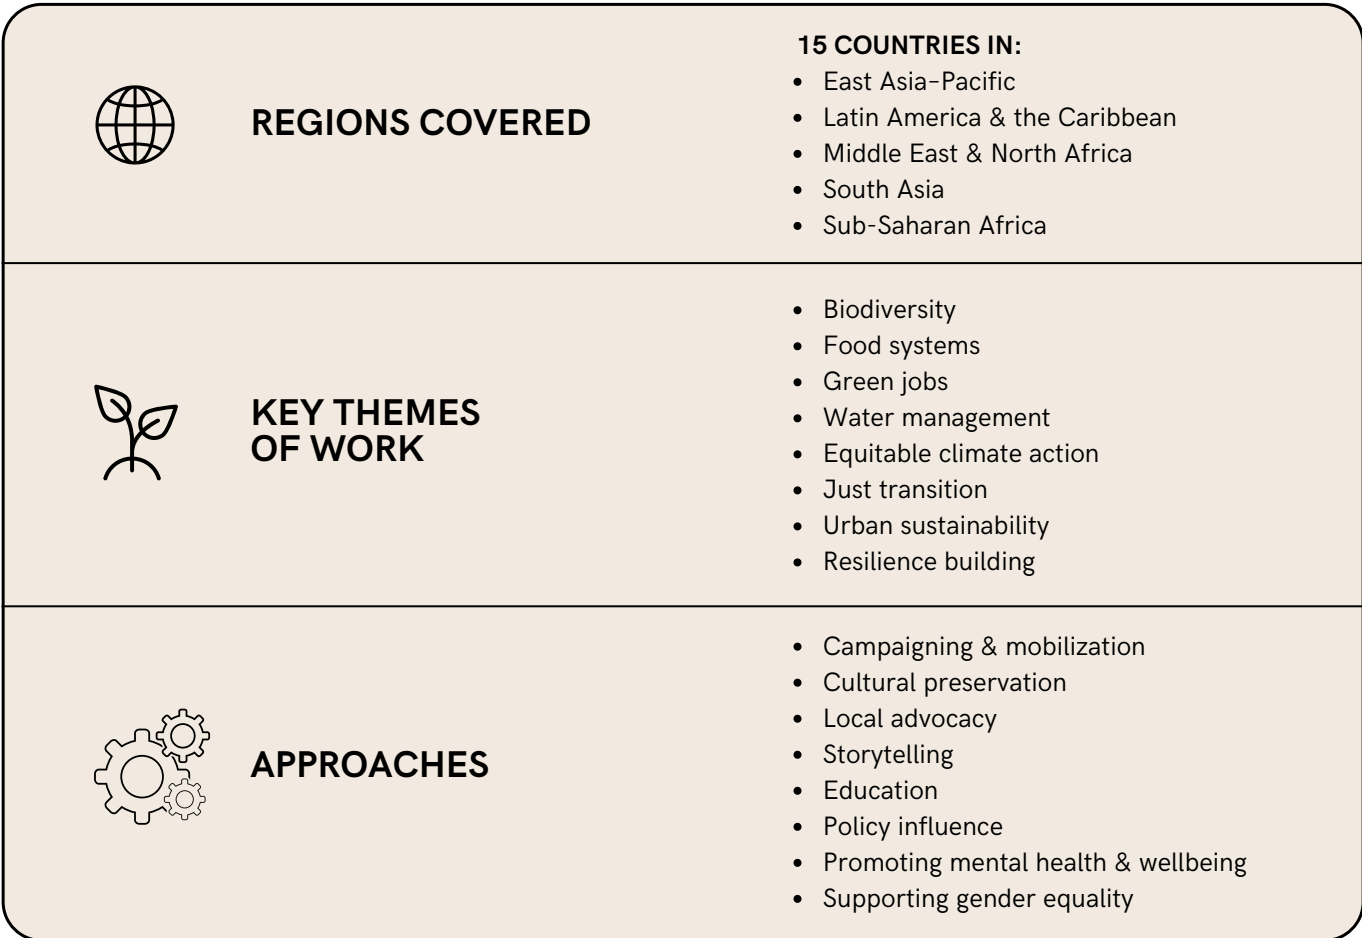 REGIONS COVERED
15 COUNTRIES IN:
• East Asia–Pacific
• Latin America & the Caribbean
• Middle East & North Africa
• South Asia
• Sub-Saharan Africa
KEY THEMES
OF WORK
• Biodiversity
• Food systems
• Green jobs
• Water management
• Equitable climate action
• Just transition
• Urban sustainability
• Resilience building
APPROACHES
• Campaigning & mobilization
• Cultural preservation
• Local advocacy
• Storytelling
• Education
• Policy influence
• Promoting mental health & wellbeing
• Supporting gender equality